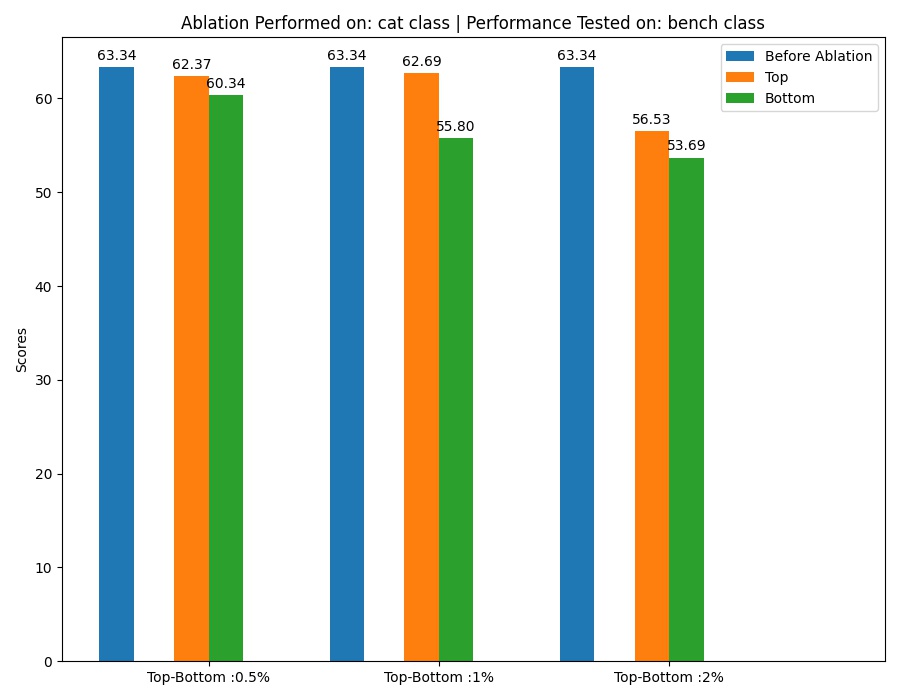 Ablation Performed on: cat class | Performance Tested on: bench class
Before Ablation
Top
Bottom
63.34
62.37
60.34
63.34
62.69
55.80
63.34
56.53
53.69
Scores
60
50
40
30
20
10
0
Top-Bottom :0.5%
Top-Bottom :1%
Top-Bottom :2%